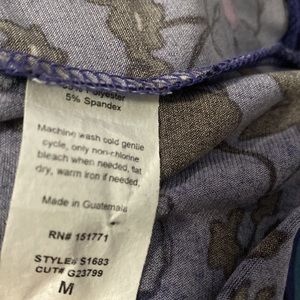 Polyester
5% Spandex
Machine wash cold gentle
cycle, only non-chlorine
bleach when needed, flat
dry, warm iron if needed,
Made in Guatemala
RN# 151771
STYLE# S1683
CUT# G23799
M